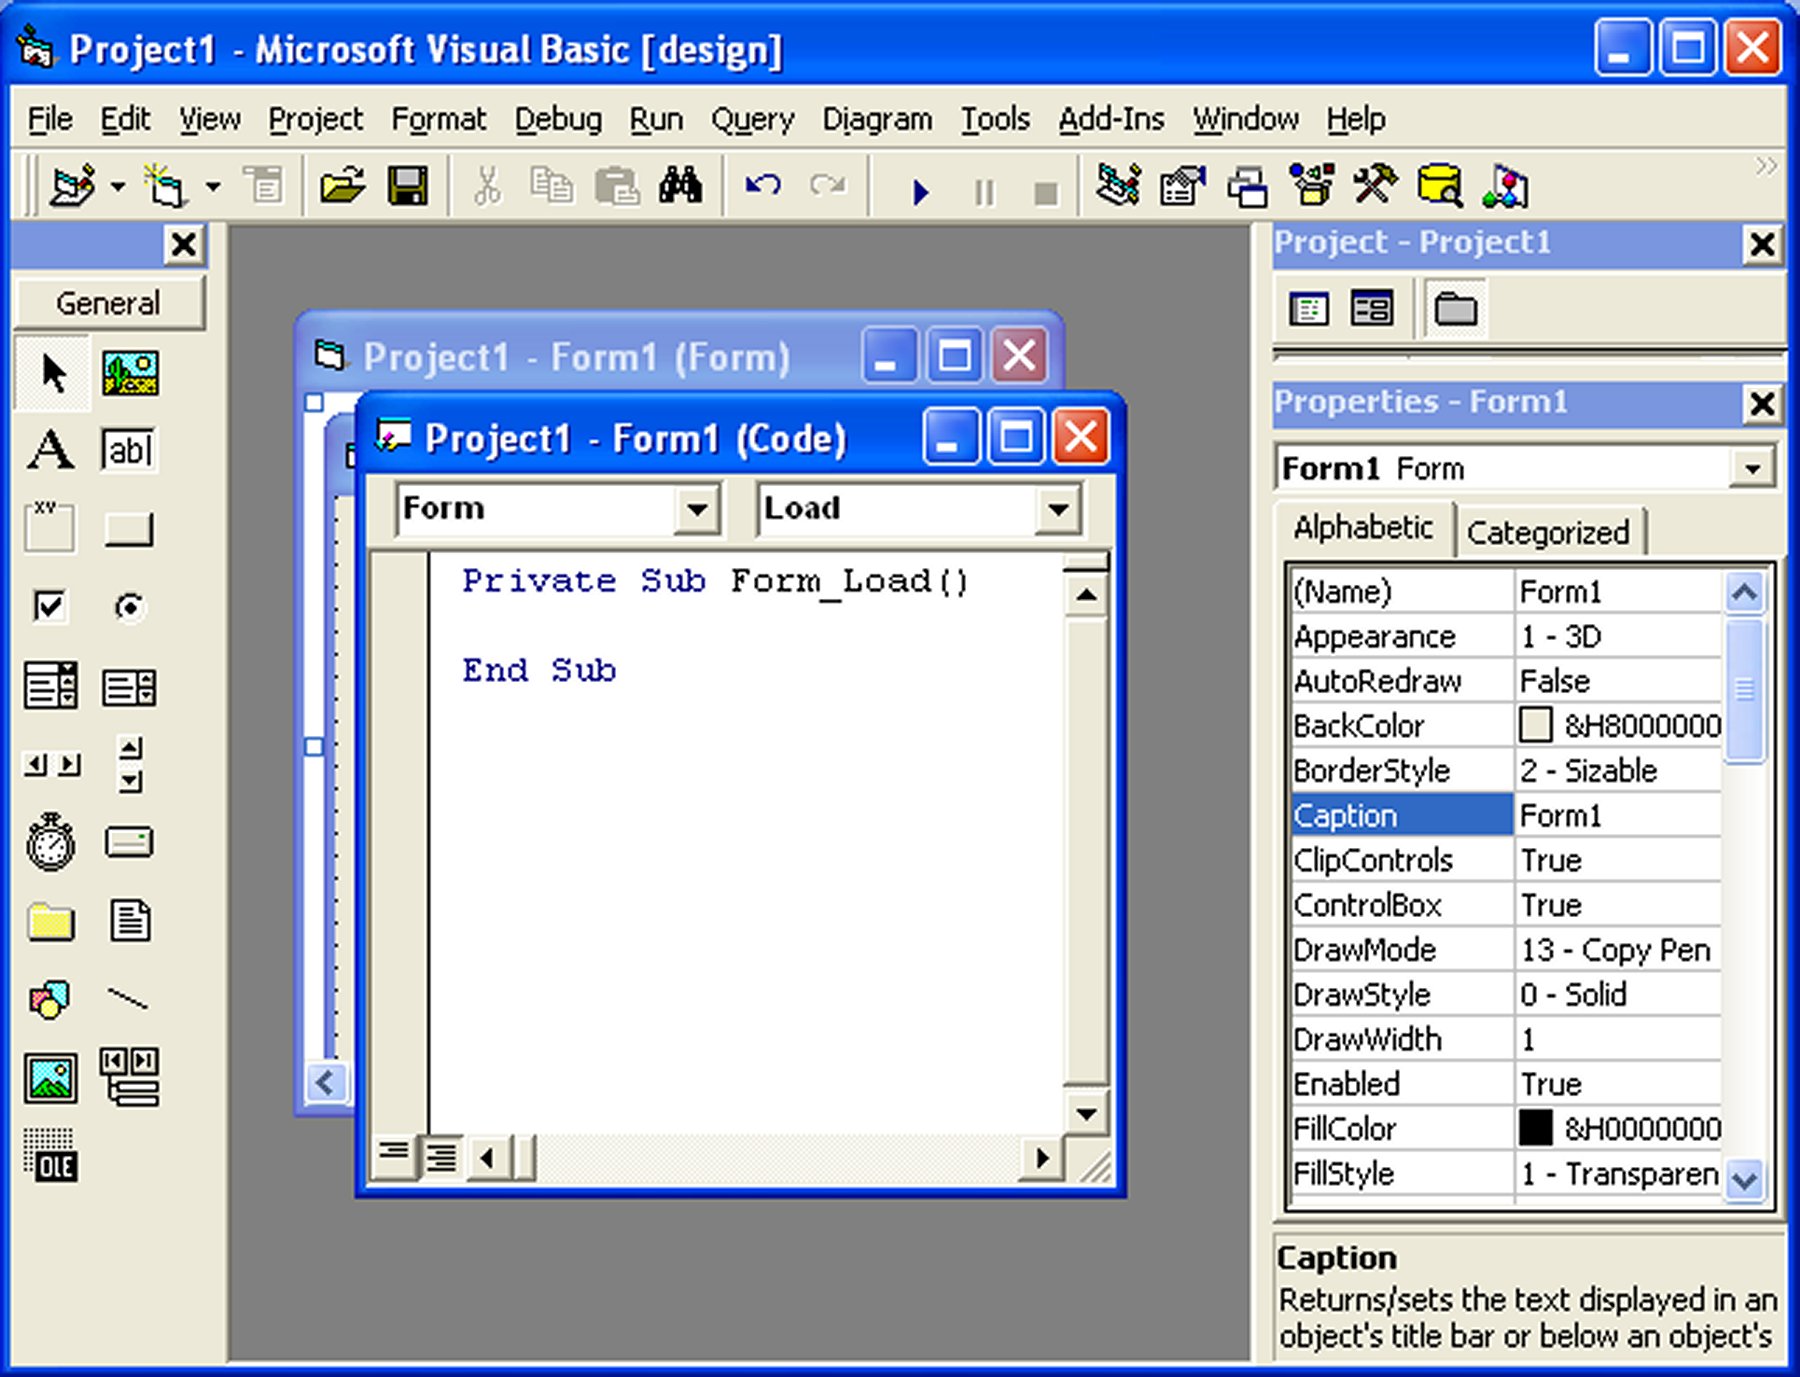 Project1 - Microsoft Visual Basic [design]
File Edit View Project Format Debug Run Query Diagram Tools Add-Ins Window Help
General
A
ab|
XY
OLE
Project1 - Form1 (Form)
Project1 - Form1 (Code)
Form
Load
Private Sub Form_Load()
End Sub
Project - Project1
Properties - Form1
Form1 Form
Alphabetic Categorized
(Name) Form1
Appearance 1 - 3D
AutoRedraw False
BackColor &H8000000
BorderStyle 2 - Sizable
Caption Form1
ClipControls True
ControlBox True
DrawMode 13 - Copy Pen
DrawStyle 0 - Solid
DrawWidth 1
Enabled True
FillColor &H0000000
FillStyle 1 - Transparen
Caption
Returns/sets the text displayed in an
object's title bar or below an object's